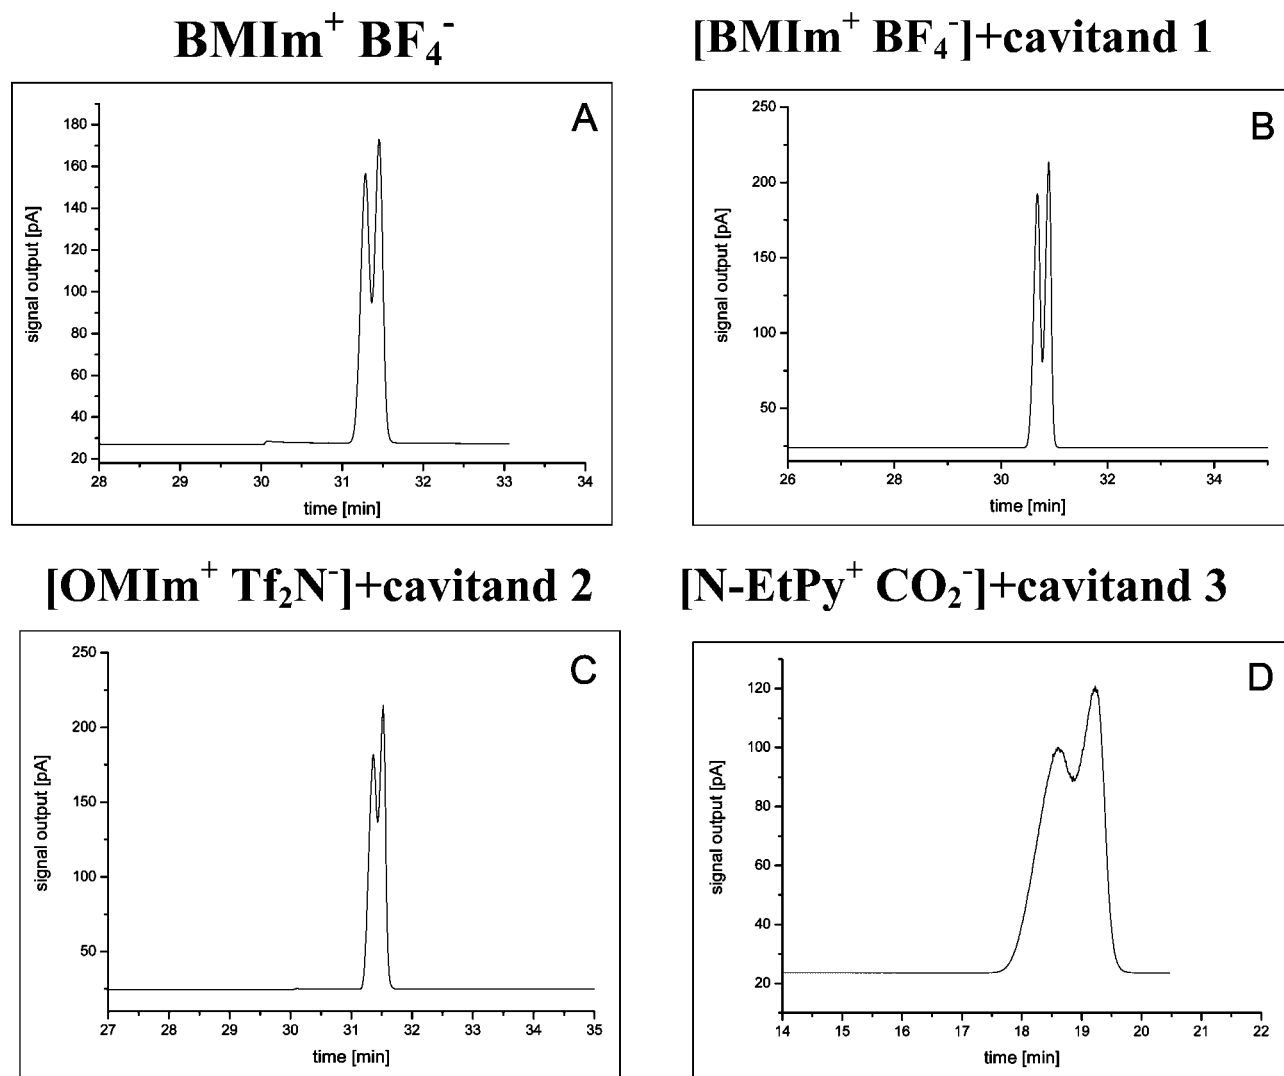 BMIm⁺ BF₄⁻
[BMIm⁺ BF₄⁻]+cavitand 1
A
180
160
140
120
100
80
60
40
20
signal output [pA]
28 29 30 31 32 33 34
time [min]
B
250
200
150
100
50
signal output [pA]
26 28 30 32 34
time [min]
[OMIm⁺ Tf₂N⁻]+cavitand 2
[N-EtPy⁺ CO₂⁻]+cavitand 3
C
250
200
150
100
50
signal output [pA]
27 28 29 30 31 32 33 34 35
time [min]
D
120
100
80
60
40
20
signal output [pA]
14 15 16 17 18 19 20 21 22
time [min]